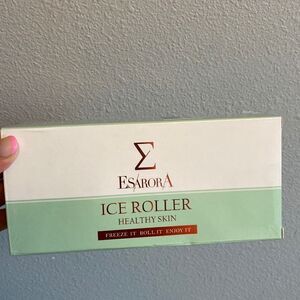 Σ
ESARORA
ICE ROLLER
HEALTHY SKIN
FREEZE IT ROLL IT ENJOY IT